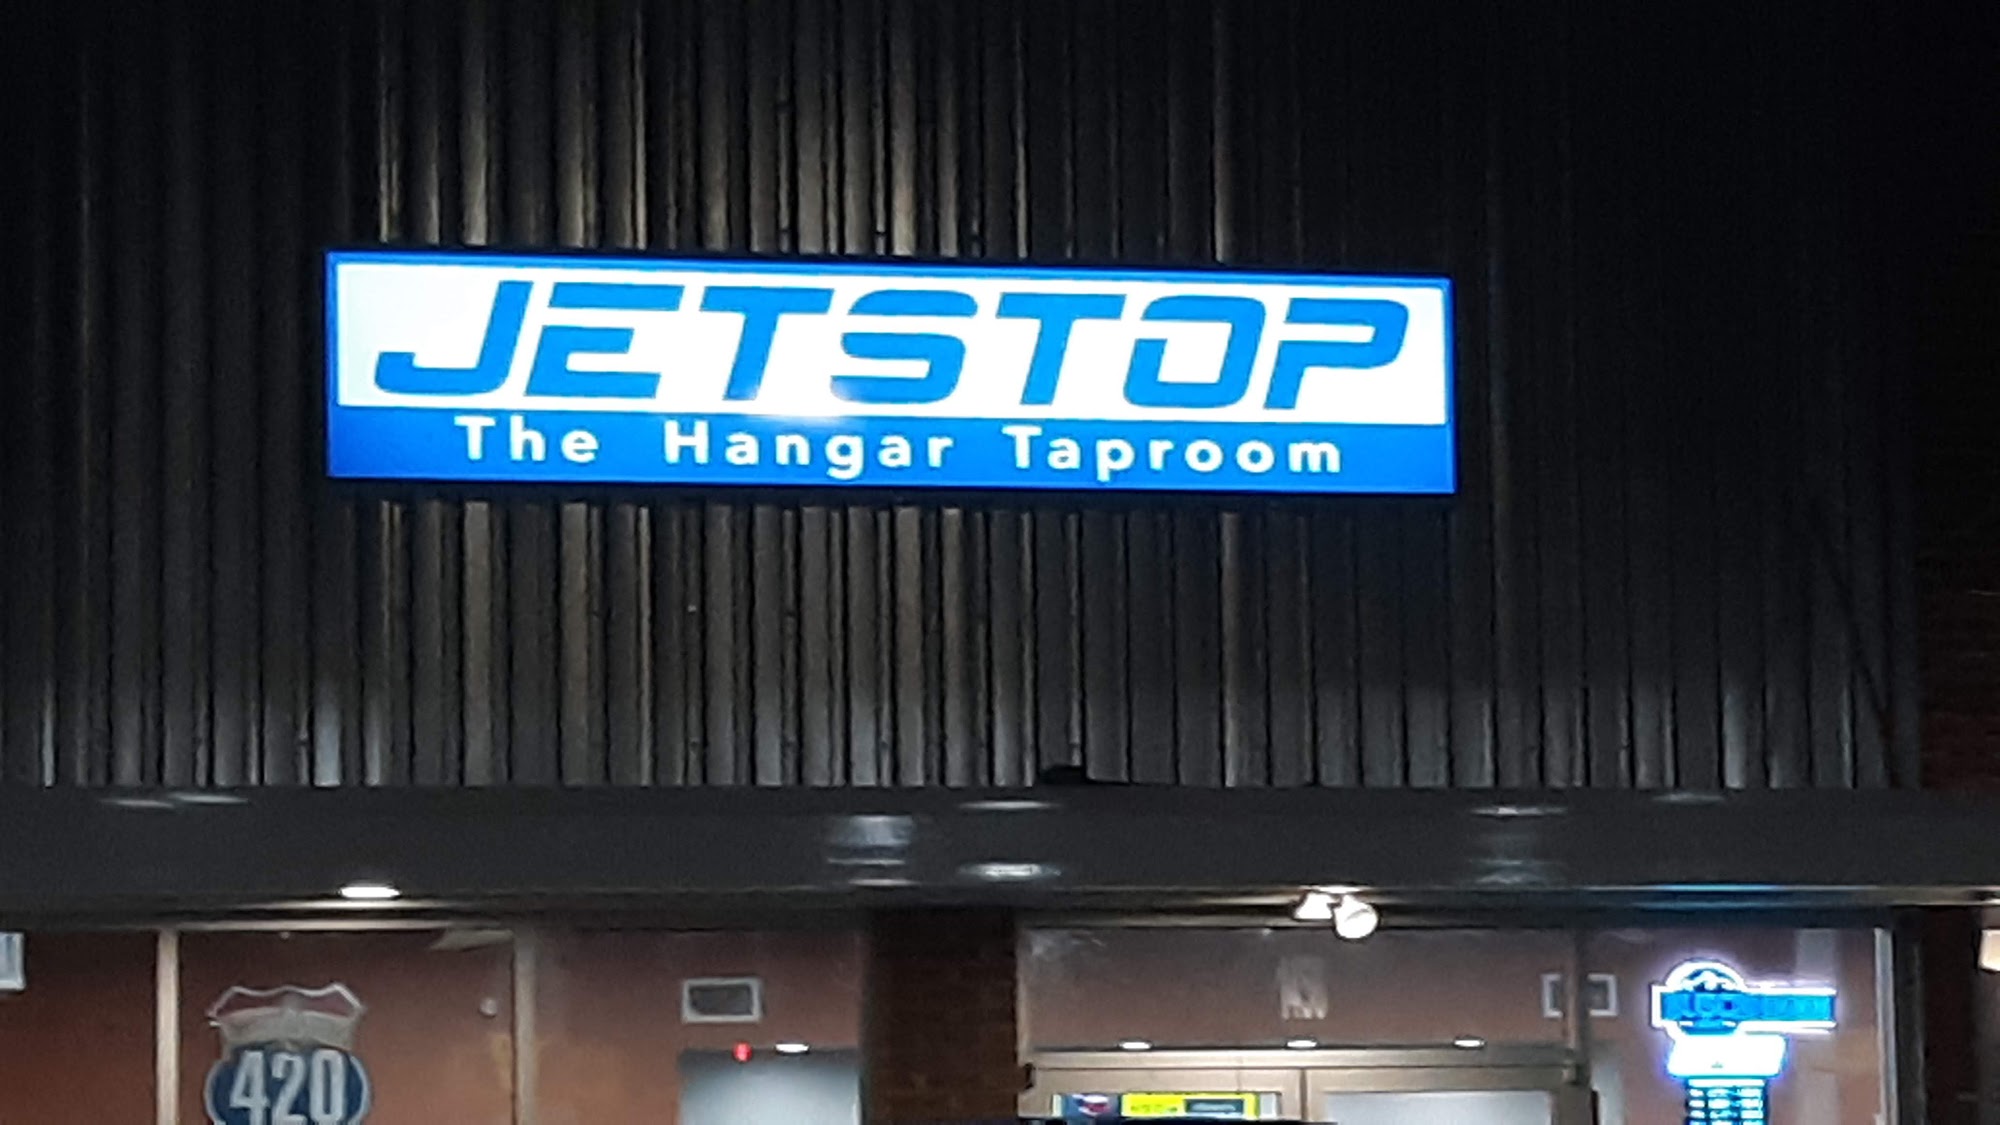 JETSTOP
The Hangar Taproom
420